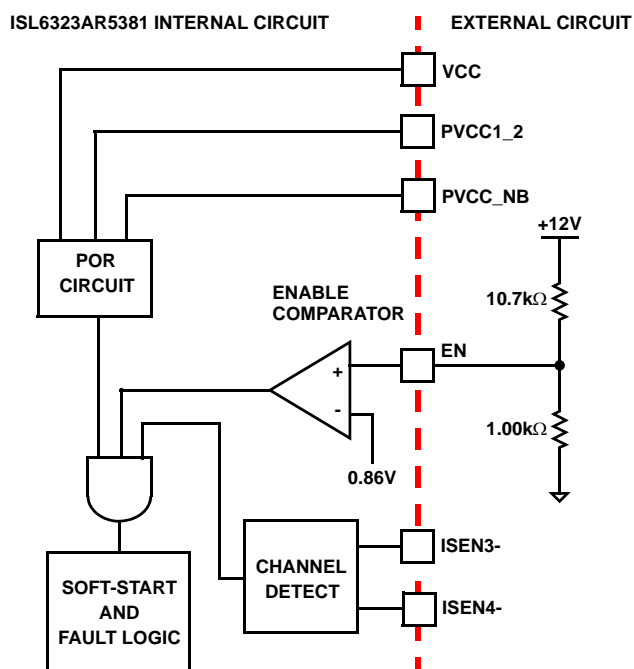 ISL6323AR5381 INTERNAL CIRCUIT
EXTERNAL CIRCUIT
VCC
PVCC1_2
PVCC_NB
+12V
POR
CIRCUIT
10.7kΩ
ENABLE
COMPARATOR
EN
+
-
0.86V
1.00kΩ
ISEN3-
CHANNEL
DETECT
ISEN4-
SOFT-START
AND
FAULT LOGIC